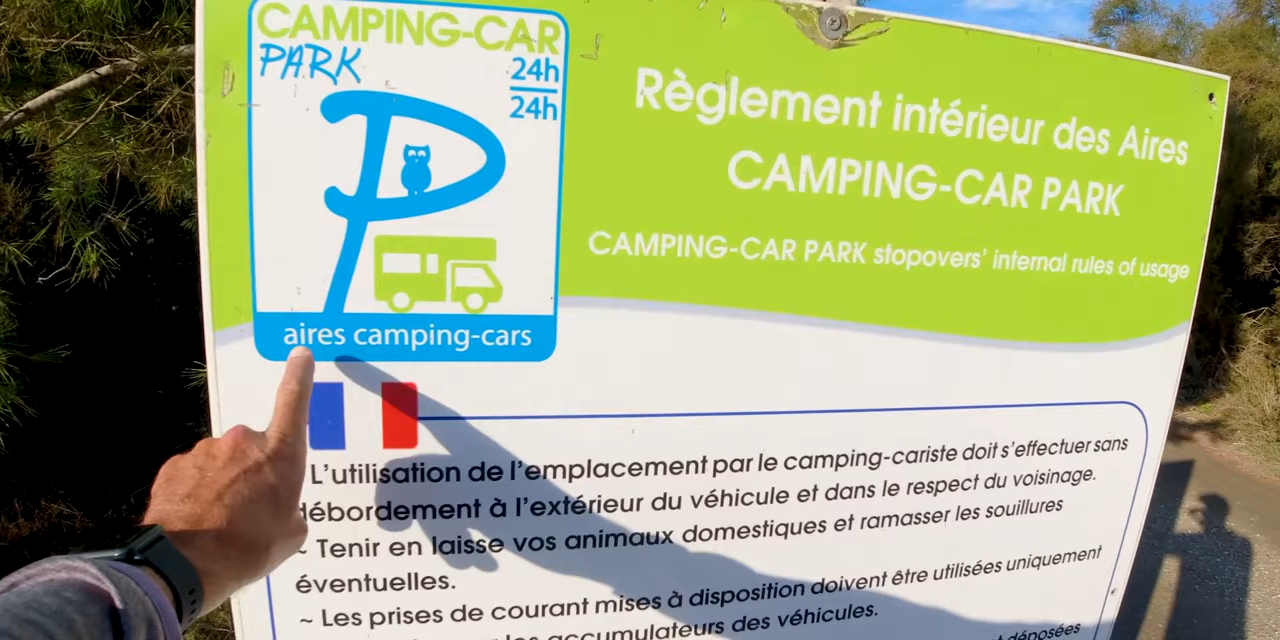 CAMPING-CAR
PARK
24h
24h
aires camping-cars
Règlement intérieur des Aires
CAMPING-CAR PARK
CAMPING-CAR PARK stopovers' internal rules of usage
L'utilisation de l'emplacement par le camping-cariste doit s'effectuer sans
débordement à l'extérieur du véhicule et dans le respect du voisinage.
~ Tenir en laisse vos animaux domestiques et ramasser les souillures
éventuelles.
~ Les prises de courant mises à disposition doivent être utilisées uniquement
les accumulateurs des véhicules.
déposées